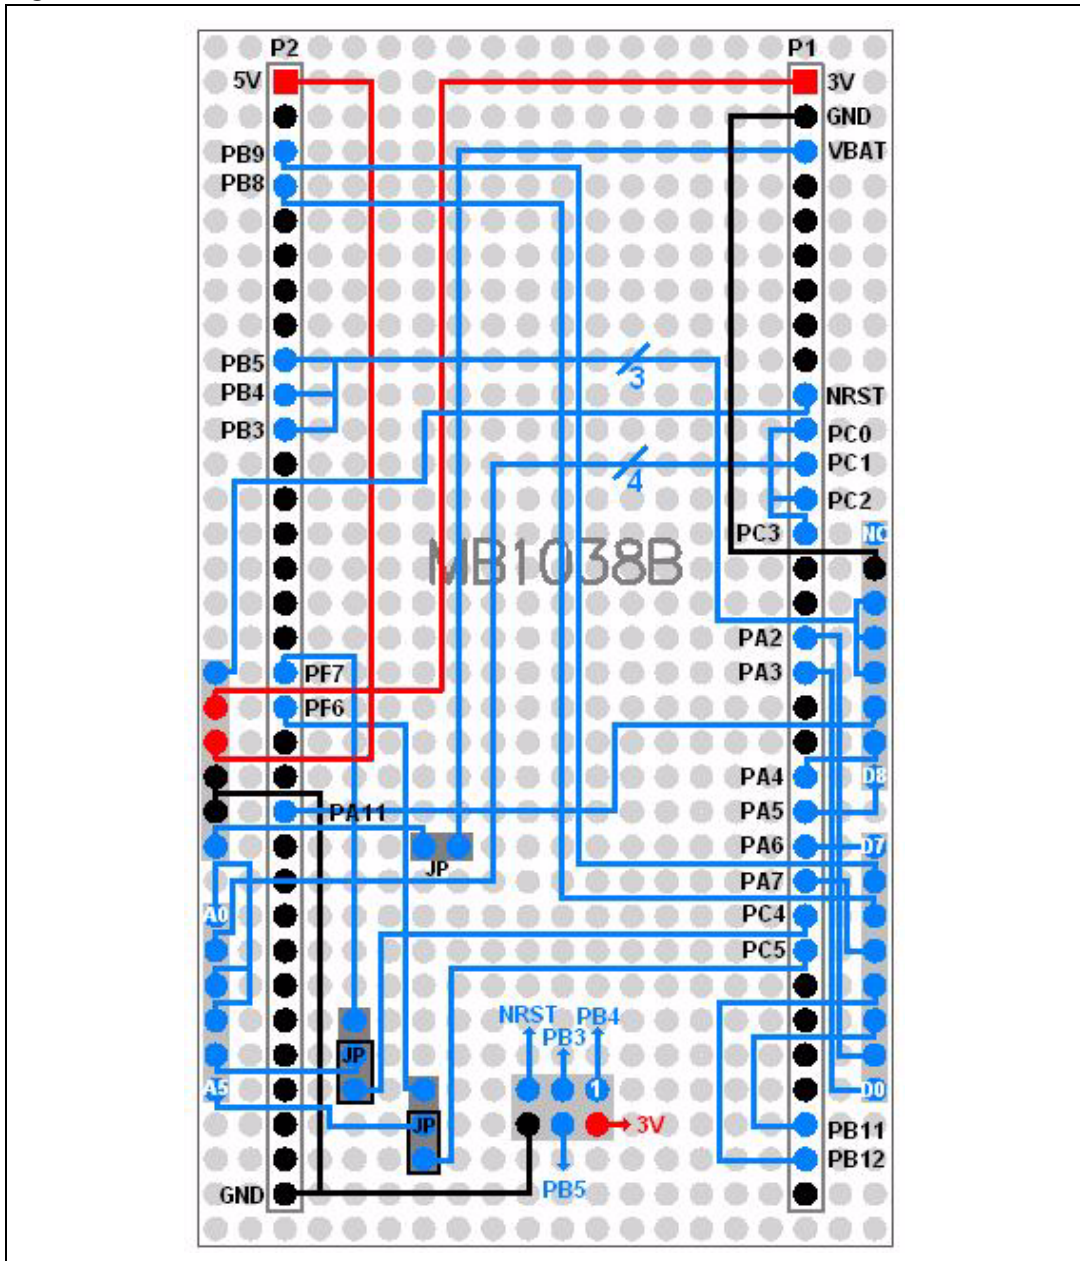 P2 P1
5V 3V
GND
PB9 VBAT
PB8
PB5
3
PB4 NRST
PB3 PC0
PC1
4
PC2
PC3 NC
MB1038B
PA2
PF7 PA3
PF6
PA4 D8
PA11 PA5
PA6 D7
JP
PA7
A0 PC4
PC5
NRST PB4
PB3
JP
A5 1 D0
JP 3V PB11
PB12
GND PB5